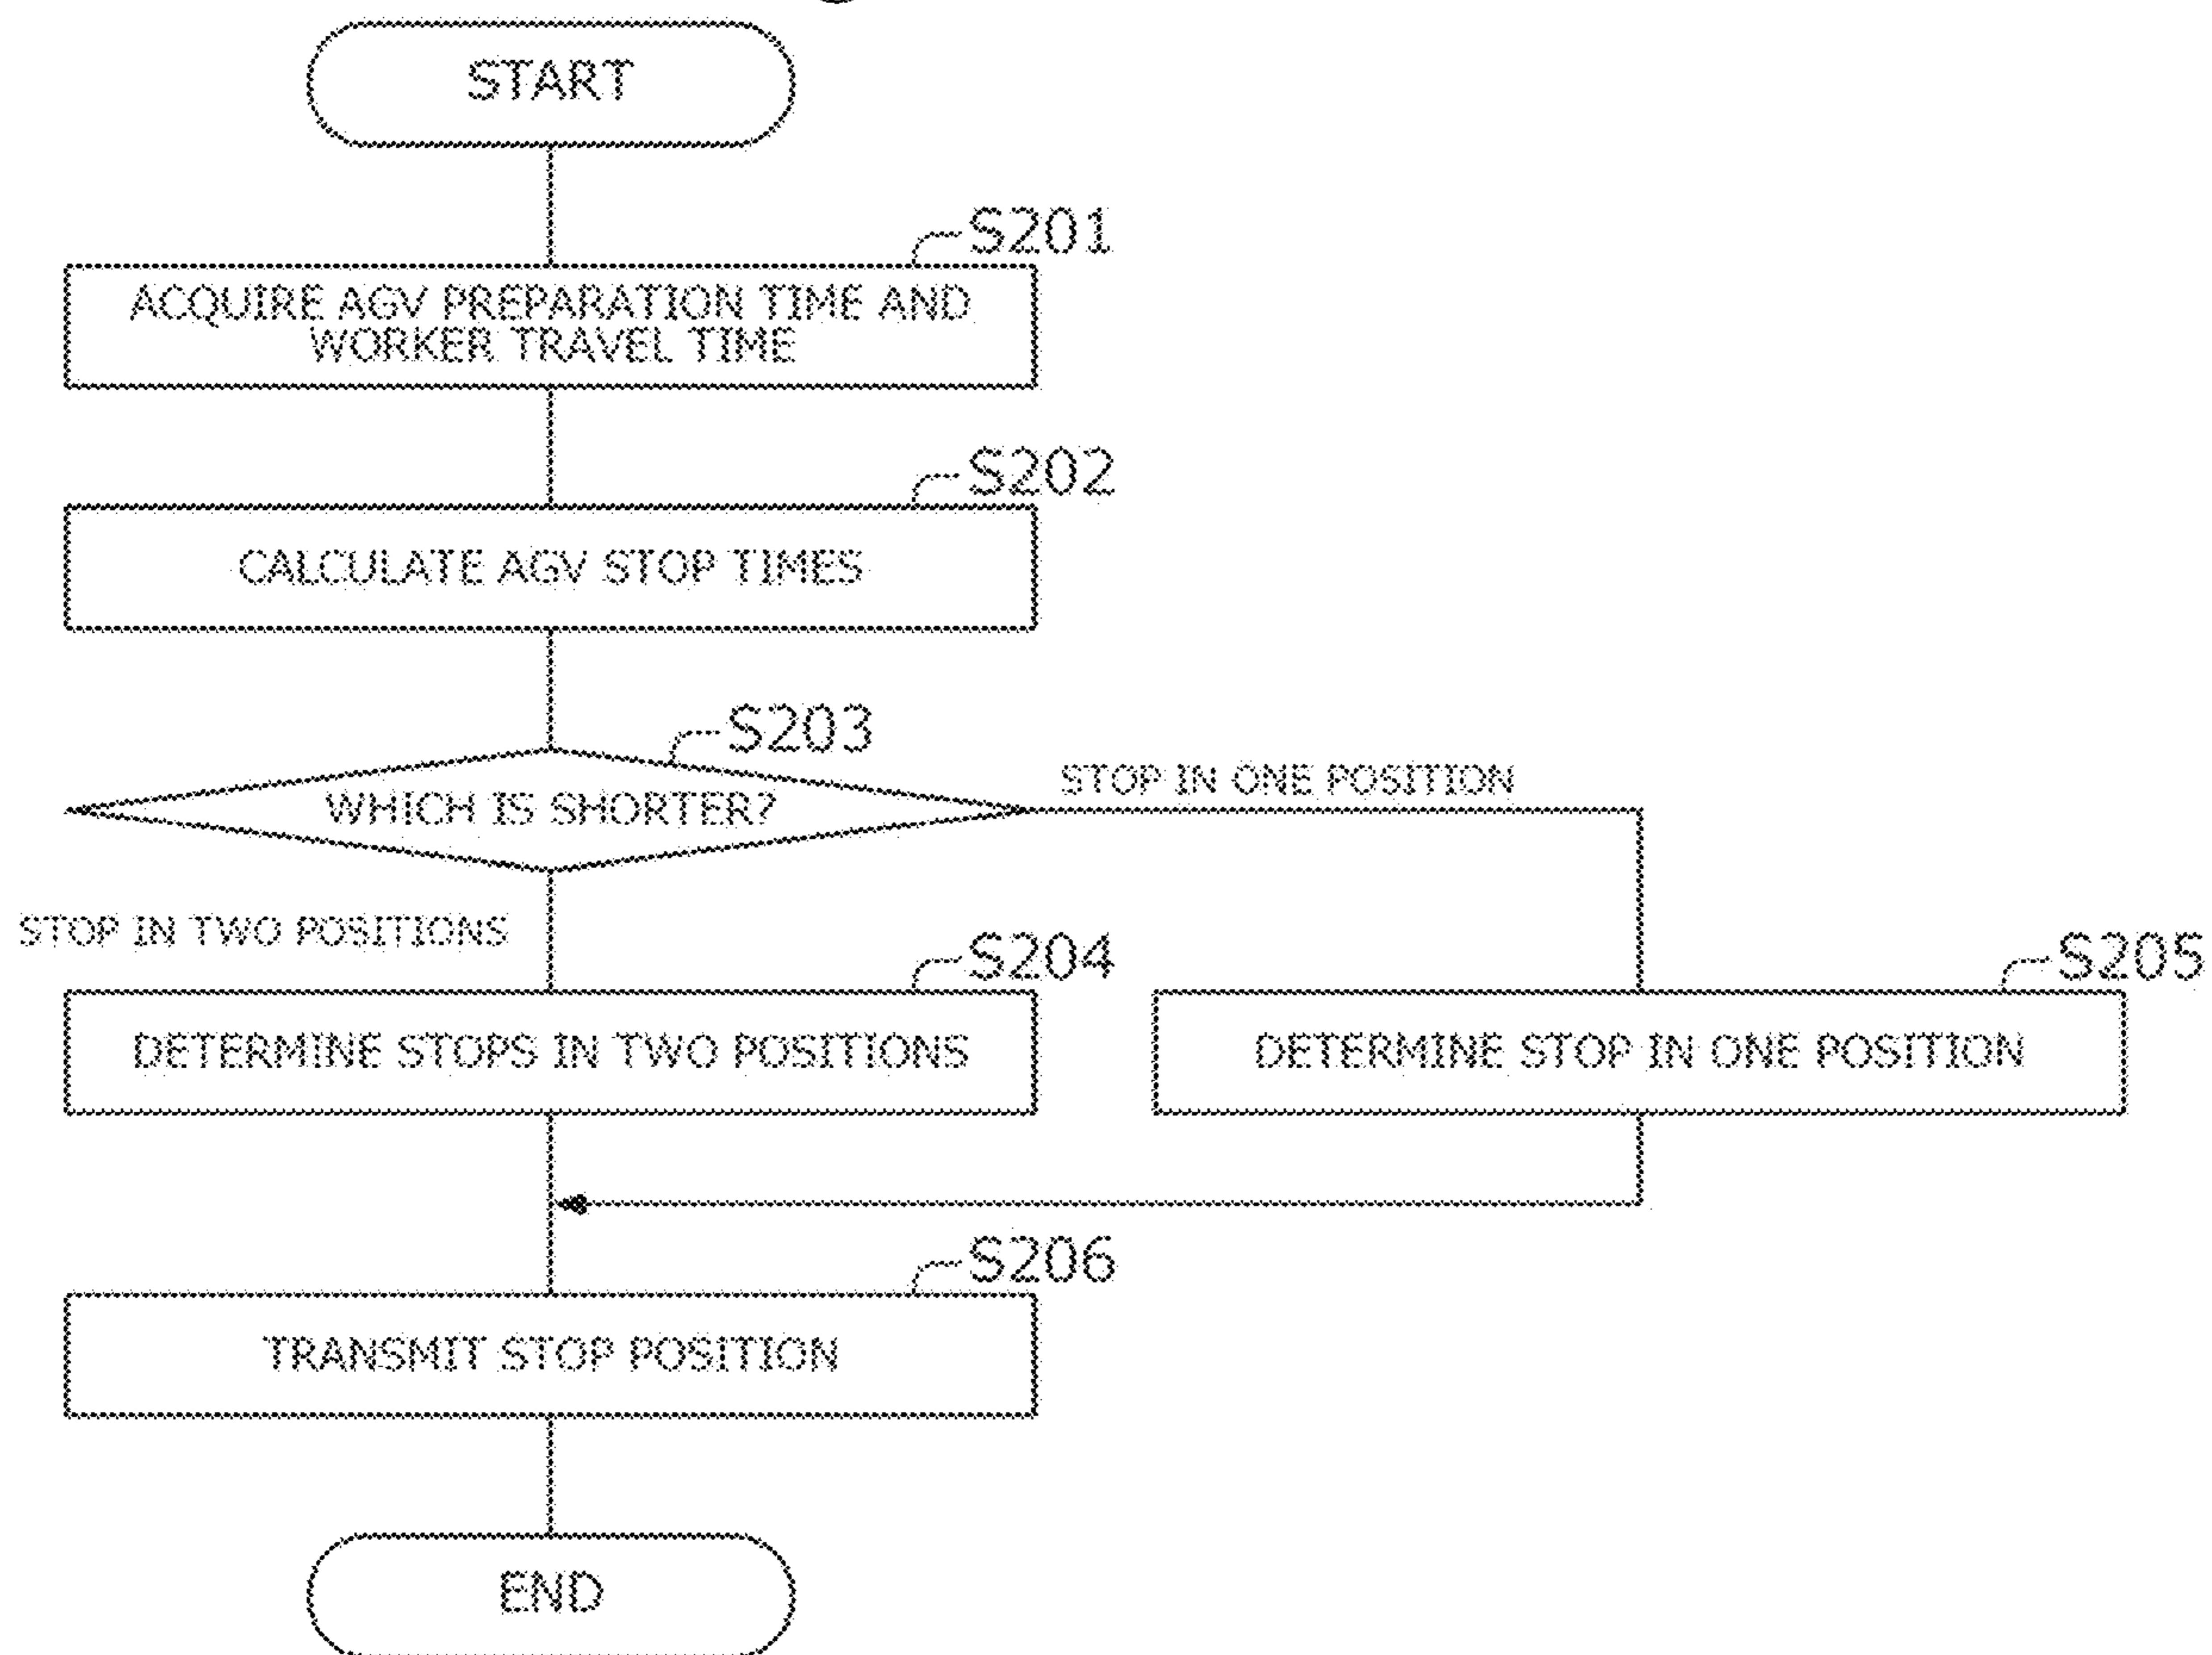 START
S201
ACQUIRE AGV PREPARATION TIME AND
WORKER TRAVEL TIME
S202
CALCULATE AGV STOP TIMES
S203
WHICH IS SHORTER?
STOP IN ONE POSITION
STOP IN TWO POSITIONS
S204
DETERMINE STOPS IN TWO POSITIONS
S205
DETERMINE STOP IN ONE POSITION
S206
TRANSMIT STOP POSITION
END